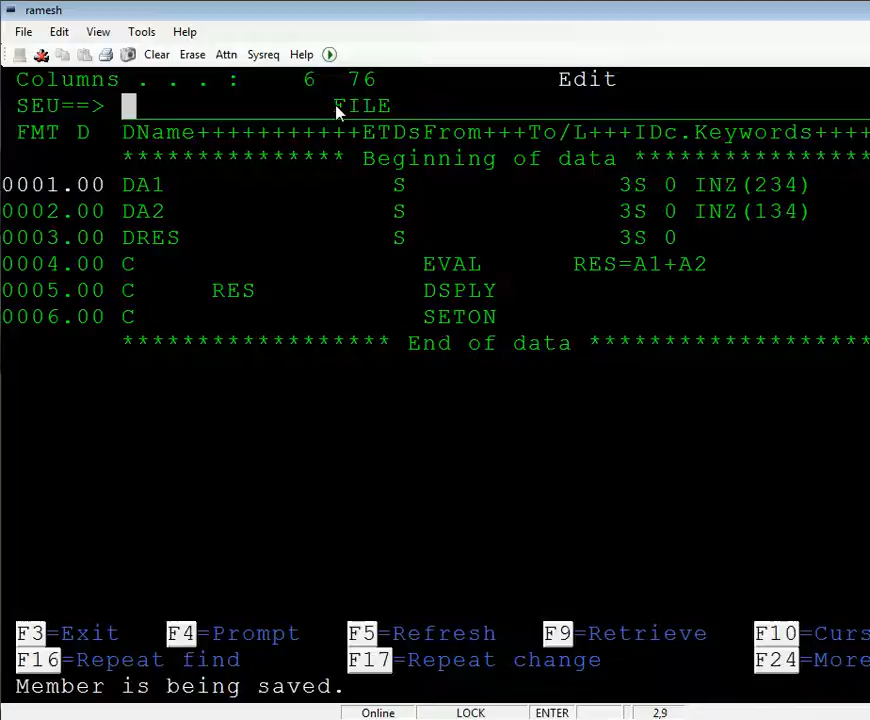 ramesh
File Edit View Tools Help
Clear Erase Attn Sysreq Help
Columns . . . : 6 76 Edit
SEU==> FILE
FMT D DName+++++++++++ETDsFrom+++To/L+++IDc.Keywords++++
*************** Beginning of data ****************
0001.00 DA1 S 3S 0 INZ(234)
0002.00 DA2 S 3S 0 INZ(134)
0003.00 DRES S 3S 0
0004.00 C EVAL RES=A1+A2
0005.00 C RES DSPLY
0006.00 C SETON
****************** End of data *******************
F3=Exit F4=Prompt F5=Refresh F9=Retrieve F10=Curs
F16=Repeat find F17=Repeat change F24=More
Member is being saved.
Online LOCK ENTER 2,9